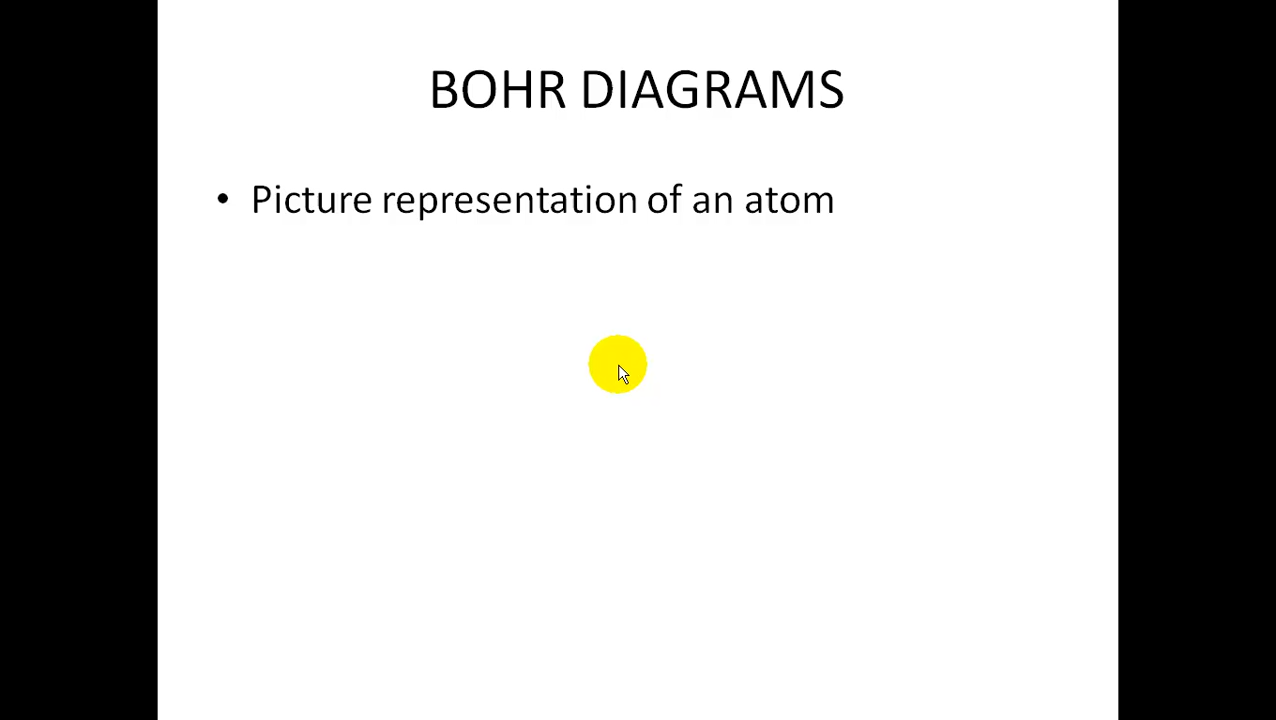 BOHR DIAGRAMS
• Picture representation of an atom